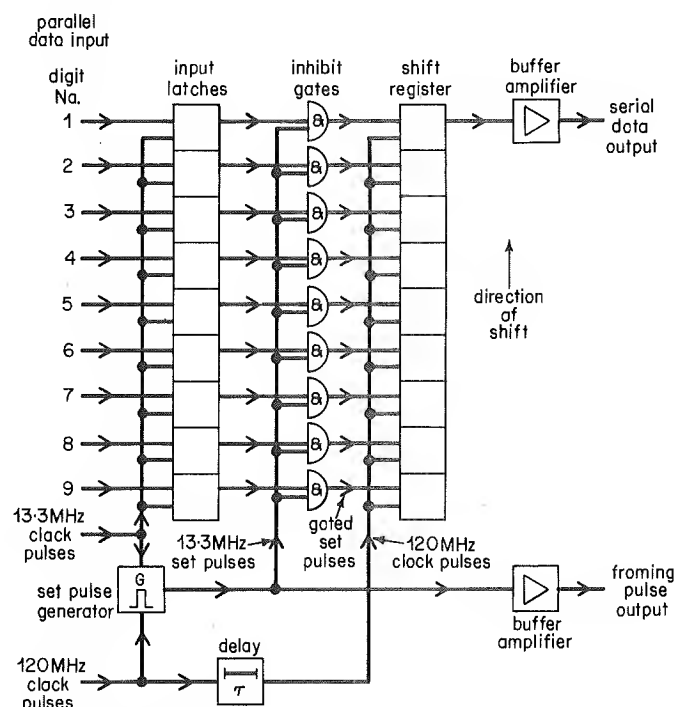 parallel
data input
digit
No.
input
latches
inhibit
gates
shift
register
buffer
amplifier
1
&
serial
data
output
2
&
3
&
4
&
direction
of
shift
5
&
6
&
7
&
8
&
9
&
13·3MHz
clock
pulses
13·3MHz
set pulses
gated
set
pulses
120MHz
clock pulses
set pulse
generator
G
framing
pulse
output
buffer
amplifier
delay
120MHz
clock
pulses
τ